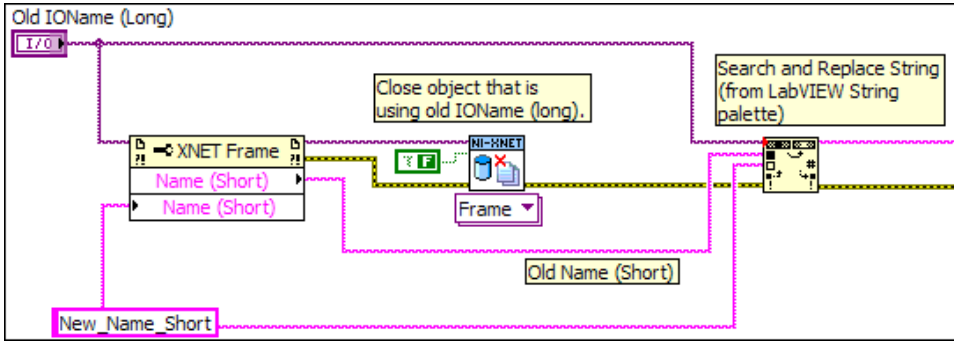 Old IOName (Long)
I/O
Close object that is
using old IOName (long).
Search and Replace String
(from LabVIEW String
palette)
XNET Frame
Name (Short)
Name (Short)
? F
NI-XNET
Frame
Old Name (Short)
New_Name_Short